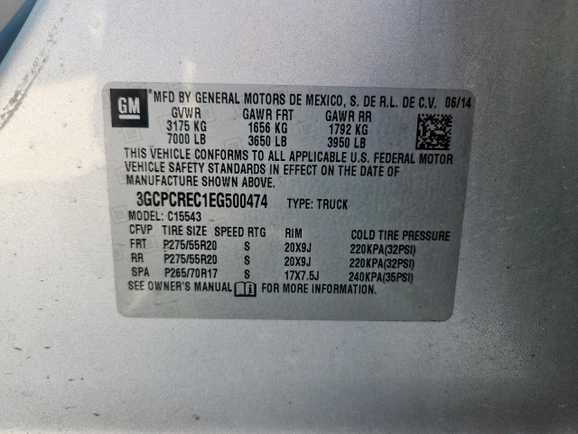 GM MFD BY GENERAL MOTORS DE MEXICO, S. DE R.L. DE C.V. 06/14
GVWR GAWR FRT GAWR RR
3175 KG 1656 KG 1792 KG
7000 LB 3650 LB 3950 LB
THIS VEHICLE CONFORMS TO ALL APPLICABLE U.S. FEDERAL MOTOR
VEHICLE SAFETY STANDARDS IN EFFECT ON THE DATE OF
MANUFACTURE SHOWN ABOVE.
3GCPCREC1EG500474 TYPE: TRUCK
MODEL: C15543
CFVP TIRE SIZE SPEED RTG RIM COLD TIRE PRESSURE
FRT P275/55R20 S 20X9J 220KPA(32PSI)
RR P275/55R20 S 20X9J 220KPA(32PSI)
SPA P265/70R17 S 17X7.5J 240KPA(35PSI)
SEE OWNER'S MANUAL FOR MORE INFORMATION.